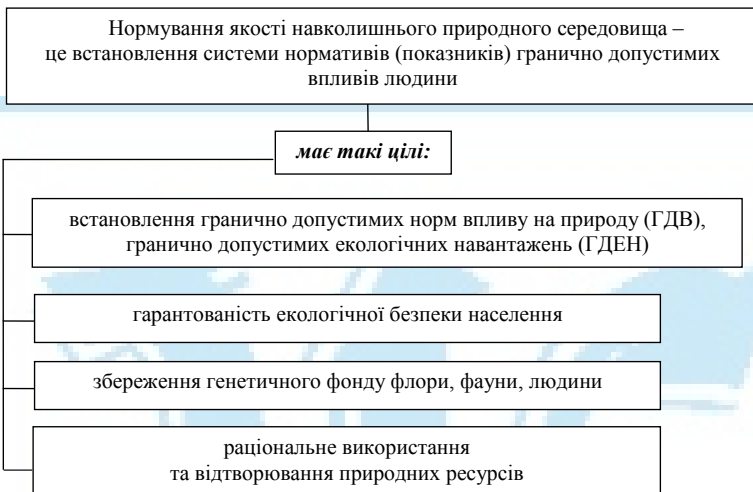 Нормування якості навколишнього природного середовища –
це встановлення системи нормативів (показників) гранично допустимих
впливів людини
має такі цілі:
встановлення гранично допустимих норм впливу на природу (ГДВ),
гранично допустимих екологічних навантажень (ГДЕН)
гарантованість екологічної безпеки населення
збереження генетичного фонду флори, фауни, людини
раціональне використання
та відтворювання природних ресурсів